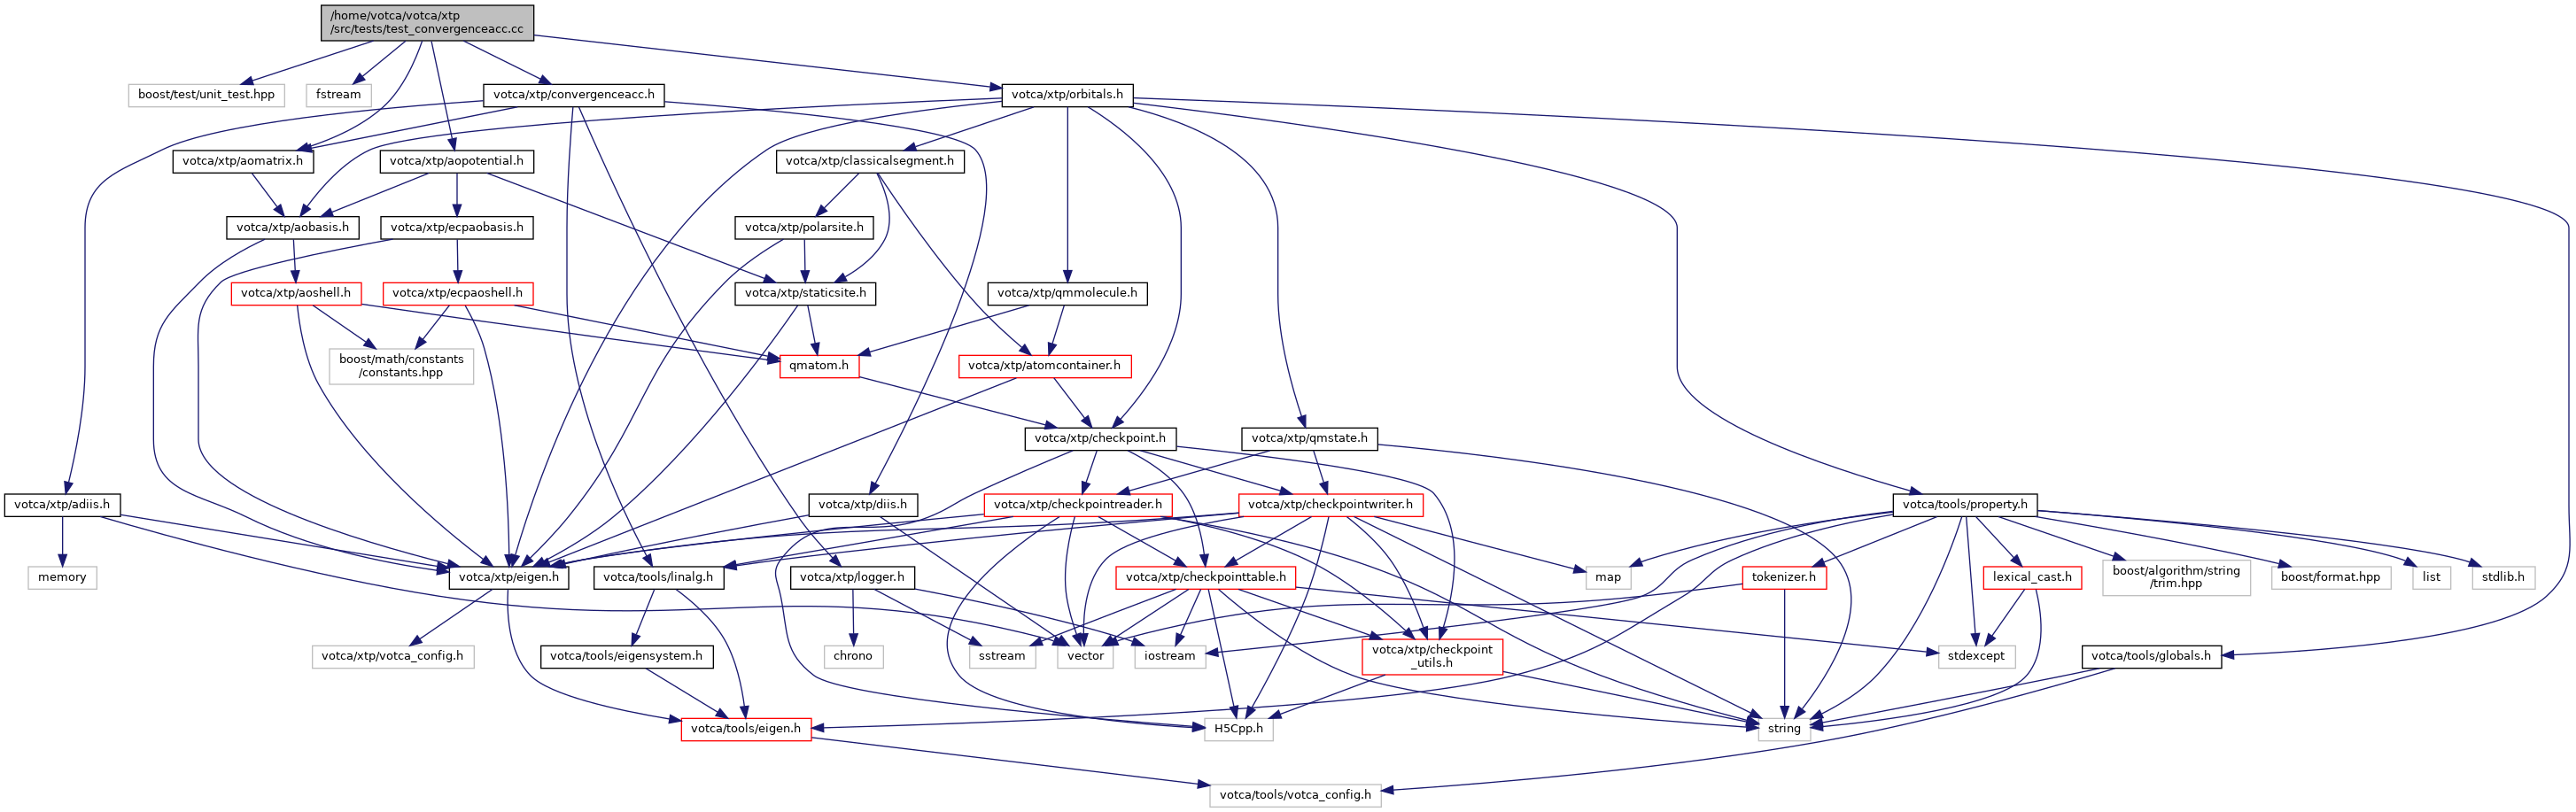 /home/votca/votca/xtp
/src/tests/test_convergenceacc.cc
boost/test/unit_test.hpp
fstream
votca/xtp/convergenceacc.h
votca/xtp/orbitals.h
votca/xtp/aomatrix.h
votca/xtp/aopotential.h
votca/xtp/classicalsegment.h
votca/xtp/aobasis.h
votca/xtp/ecpaobasis.h
votca/xtp/polarsite.h
votca/xtp/aoshell.h
votca/xtp/ecpaoshell.h
votca/xtp/staticsite.h
votca/xtp/qmmolecule.h
boost/math/constants
/constants.hpp
qmatom.h
votca/xtp/atomcontainer.h
votca/xtp/checkpoint.h
votca/xtp/qmstate.h
votca/xtp/adiis.h
votca/xtp/diis.h
votca/xtp/checkpointreader.h
votca/xtp/checkpointwriter.h
votca/tools/property.h
memory
votca/xtp/eigen.h
votca/tools/linalg.h
votca/xtp/logger.h
votca/xtp/checkpointtable.h
map
tokenizer.h
lexical_cast.h
boost/algorithm/string
/trim.hpp
boost/format.hpp
list
stdlib.h
votca/xtp/votca_config.h
votca/tools/eigensystem.h
chrono
sstream
vector
iostream
votca/xtp/checkpoint
_utils.h
stdexcept
votca/tools/globals.h
votca/tools/eigen.h
H5Cpp.h
string
votca/tools/votca_config.h